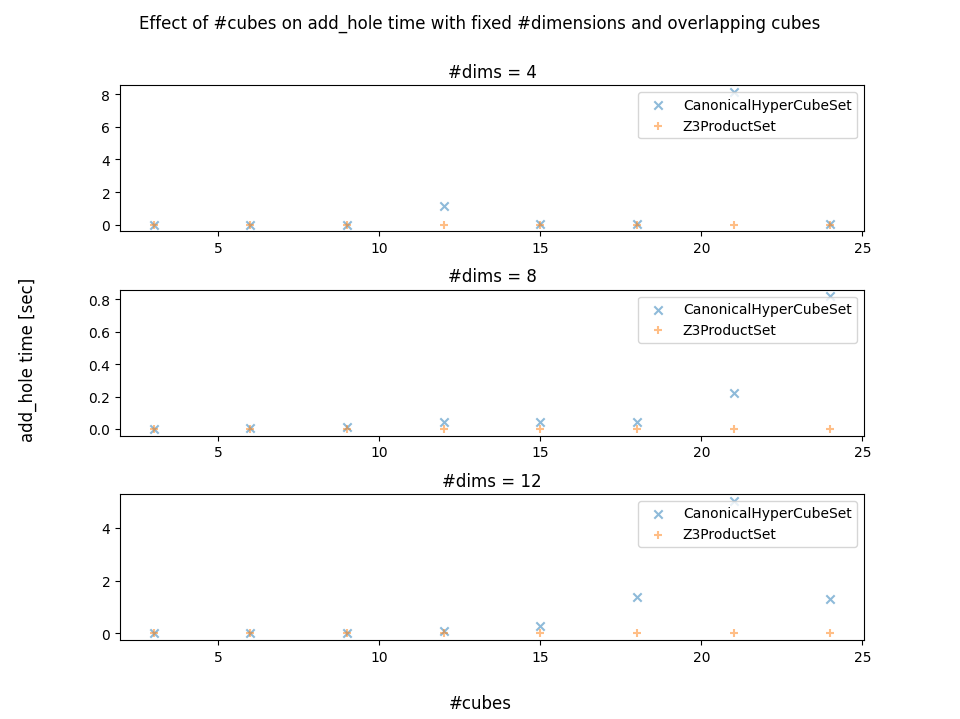 Effect of #cubes on add_hole time with fixed #dimensions and overlapping cubes
#dims = 4
8
6
4
2
0
CanonicalHyperCubeSet
Z3ProductSet
5 10 15 20 25
#dims = 8
0.8
0.6
0.4
0.2
0.0
CanonicalHyperCubeSet
Z3ProductSet
5 10 15 20 25
add_hole time [sec]
#dims = 12
4
2
0
CanonicalHyperCubeSet
Z3ProductSet
5 10 15 20 25
#cubes